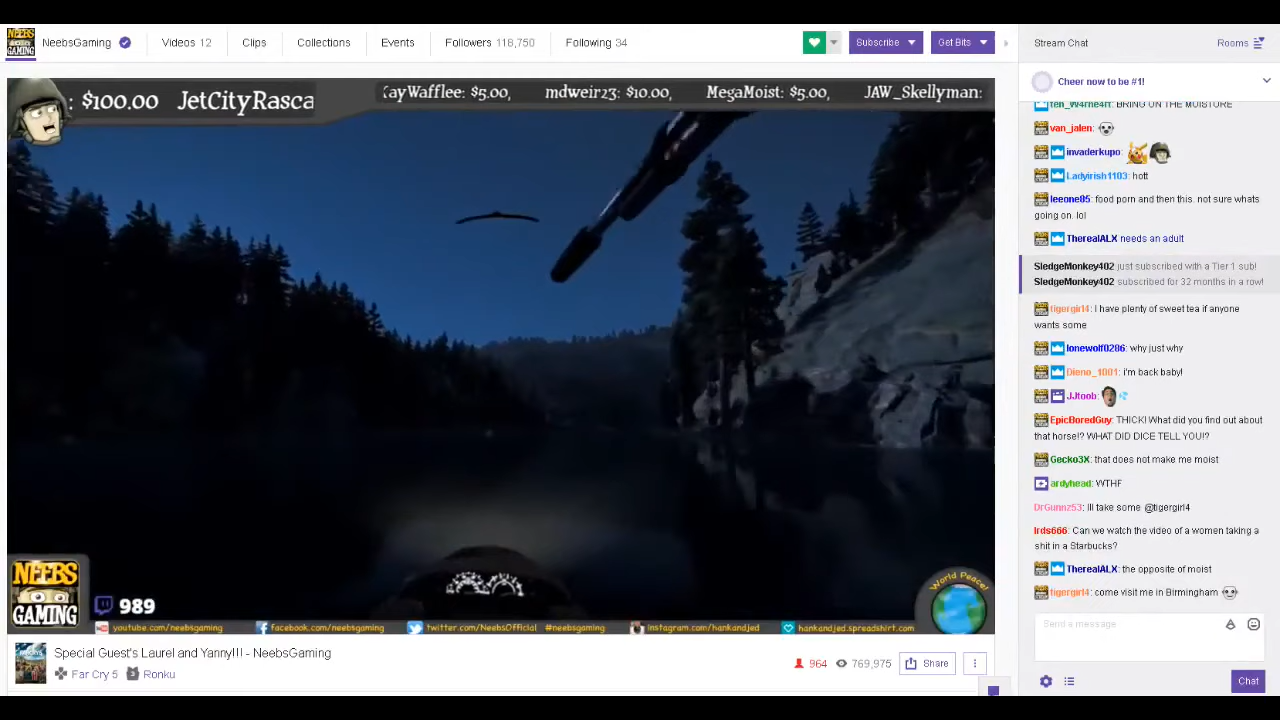 NEEBS GAMING
NeebsGaming
Videos 12
Clips
Collections
Events
Followers 116,750
Following 34
Subscribe
Get Bits
: $100.00 JetCityRasca
KayWafflee: $5.00, mdweir23: $10.00, MegaMoist: $5.00, JAW_Skellyman:
NEEBS
GAMING
989
World Peace!
youtube.com/neebsgaming
facebook.com/neebsgaming
twitter.com/NeebsOfficial #neebsgaming
instagram.com/hankandjed
hankandjed.spreadshirt.com
Special Guest's Laurel and Yanny!!! - NeebsGaming
Far Cry 5 Ronku
964
769,975
Share
Stream Chat
Rooms
Cheer now to be #1!
BRING ON THE MOISTURE
van_jalen:
invaderkupo:
Ladyirish1103: hott
leeone85: food porn and then this. not sure whats
going on. lol
TherealALX needs an adult
SledgeMonkey402 just subscribed with a Tier 1 sub!
SledgeMonkey402 subscribed for 32 months in a row!
tigergirl4: I have plenty of sweet tea if anyone
wants some
lonewolf0286: why just why
Dieno_1001: i'm back baby!
JJtoob:
EpicBoredGuy: THICK! What did you find out about
that horse!? WHAT DID DICE TELL YOU!?
Gecko3X: that does not make me moist
ardyhead: WTHF
DrGunnz53: Ill take some @tigergirl4
lrds666: Can we watch the video of a women taking a
shit in a Starbucks?
TherealALX: the opposite of moist
tigergirl4: come visit me in Birmingham
Send a message
Chat